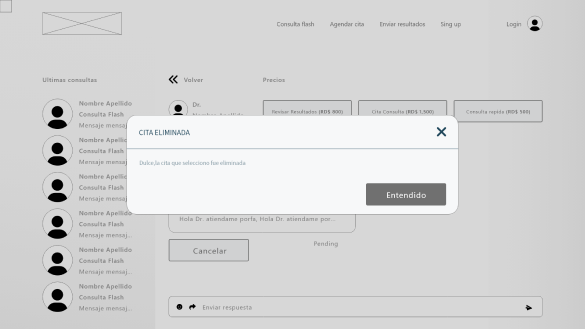 Consulta flash Agendar cita Enviar resultados Sing up Login
Ultimas consultas
Volver
Precios
Nombre Apellido
Consulta Flash
Mensaje mensaj...
Dr.
Revisar Resultados (RD$ 800)
Cita Consulta (RD$ 1,300)
Consulta rapida (RD$ 500)
CITA ELIMINADA
Dulce,la cita que selecciono fue eliminada
Entendido
Nombre Apellido
Consulta Flash
Mensaje mensaj
Nombre Apellido
Consulta Flash
Mensaje mensaj
Nombre Apellido
Consulta Flash
Mensaje mensaj...
Hola Dr. atiendame porfa, Hola Dr. atiendame por...
Pending
Cancelar
Nombre Apellido
Consulta Flash
Mensaje mensaj...
Nombre Apellido
Consulta Flash
Mensaje mensaj...
Enviar respuesta